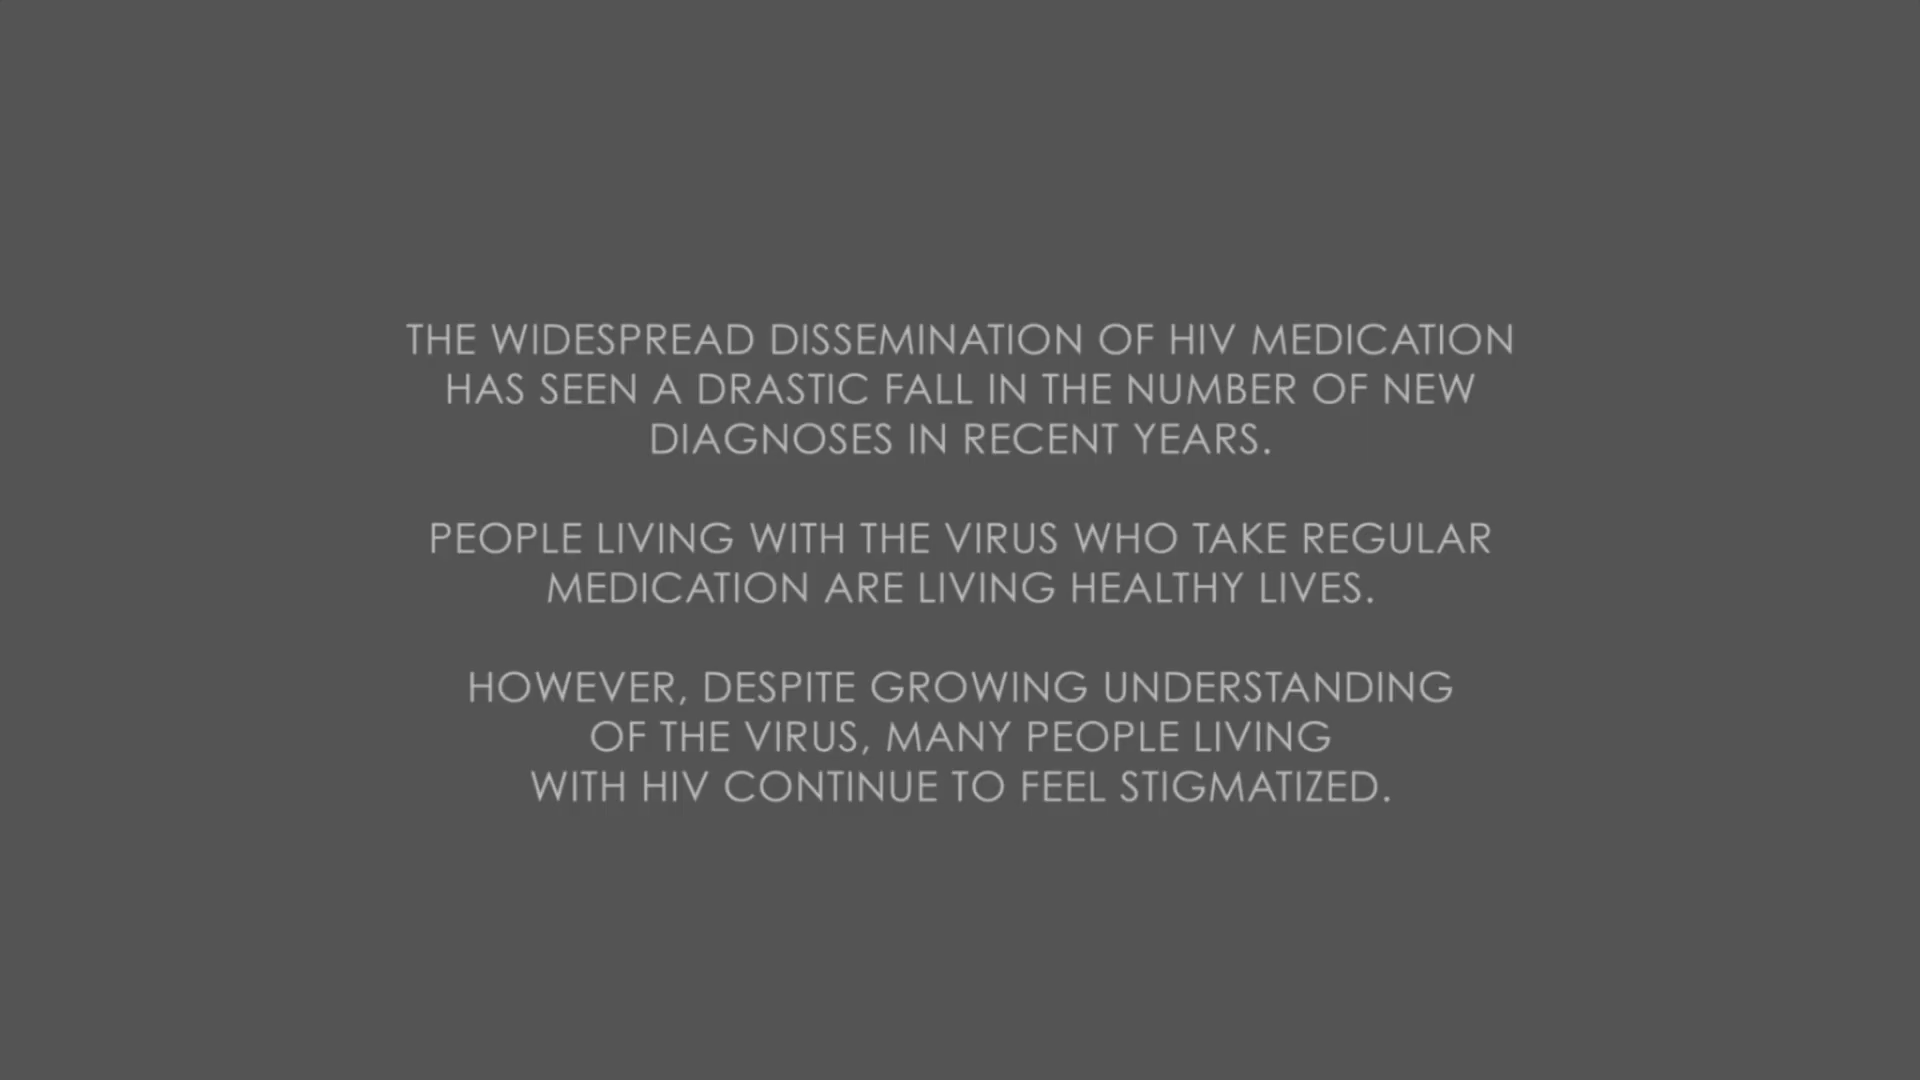 THE WIDESPREAD DISSEMINATION OF HIV MEDICATION
HAS SEEN A DRASTIC FALL IN THE NUMBER OF NEW
DIAGNOSES IN RECENT YEARS.
PEOPLE LIVING WITH THE VIRUS WHO TAKE REGULAR
MEDICATION ARE LIVING HEALTHY LIVES.
HOWEVER, DESPITE GROWING UNDERSTANDING
OF THE VIRUS, MANY PEOPLE LIVING
WITH HIV CONTINUE TO FEEL STIGMATIZED.